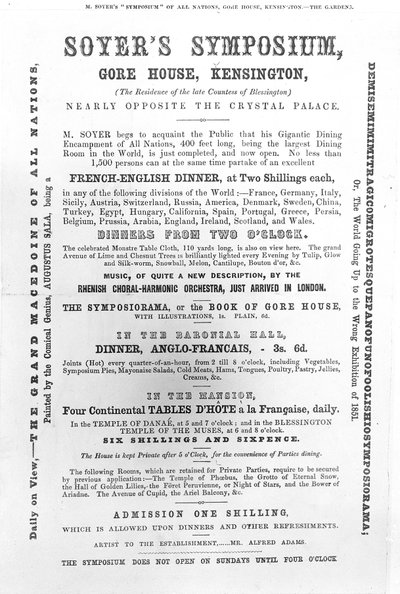 M. SOYER'S "SYMPOSIUM" OF ALL NATIONS, GORE HOUSE, KENSINGTON.—THE GARDENS.
SOYER'S SYMPOSIUM,
GORE HOUSE, KENSINGTON,
(The Residence of the late Countess of Blessington)
NEARLY OPPOSITE THE CRYSTAL PALACE.
M. SOYER begs to acquaint the Public that his Gigantic Dining
Encampment of All Nations, 400 feet long, being the largest Dining
Room in the World, is just completed, and now open. No less than
1,500 persons can at the same time partake of an excellent
FRENCH-ENGLISH DINNER, at Two Shillings each,
in any of the following divisions of the World :—France, Germany, Italy,
Sicily, Austria, Switzerland, Russia, America, Denmark, Sweden, China,
Turkey, Egypt, Hungary, California, Spain, Portugal, Greece, Persia,
Belgium, Prussia, Arabia, England, Ireland, Scotland, and Wales.
DINNERS FROM TWO O'CLOCK.
The celebrated Monstre Table Cloth, 110 yards long, is also on view here. The grand
Avenue of Lime and Chesnut Trees is brilliantly lighted every Evening by Tulip, Glow
and Silk-worm, Snowball, Melon, Cantilupe, Bouton d'or, &c.
MUSIC, OF QUITE A NEW DESCRIPTION, BY THE
RHENISH CHORAL-HARMONIC ORCHESTRA, JUST ARRIVED IN LONDON.
THE SYMPOSIORAMA, or the BOOK OF GORE HOUSE,
WITH ILLUSTRATIONS, 1s. PLAIN, 6d.
IN THE BARONIAL HALL,
DINNER, ANGLO-FRANCAIS, - 3s. 6d.
Joints (Hot) every quarter-of-an-hour, from 2 till 8 o'clock, including Vegetables,
Symposium Pies, Mayonaise Salads, Cold Meats, Hams, Tongues, Poultry, Pastry, Jellies,
Creams, &c.
IN THE MANSION,
Four Continental TABLES D'HÔTE à la Française, daily.
In the TEMPLE OF DANAË, at 5 and 7 o'clock; and in the BLESSINGTON
TEMPLE OF THE MUSES, at 6 and 8 o'clock.
SIX SHILLINGS AND SIXPENCE.
The House is kept Private after 5 o'Clock, for the convenience of Parties dining.
The following Rooms, which are retained for Private Parties, require to be secured
by previous application:—The Temple of Phœbus, the Grotto of Eternal Snow,
the Hall of Golden Lilies, the Fôret Peruvienne, or Night of Stars, and the Bower of
Ariadne. The Avenue of Cupid, the Ariel Balcony, &c.
ADMISSION ONE SHILLING,
WHICH IS ALLOWED UPON DINNERS AND OTHER REFRESHMENTS.
ARTIST TO THE ESTABLISHMENT,.....MR. ALFRED ADAMS.
THE SYMPOSIUM DOES NOT OPEN ON SUNDAYS UNTIL FOUR O'CLOCK
Daily on View,—THE GRAND MACEDOINE OF ALL NATIONS,
Painted by the Comical Genius, AUGUSTUS SALA, being a
DEMISEMIMIMITRAGICOMIGROTESQUEPANOFUNOFOOLISHIOSYMPOSIORAMA;
Or, The World Going Up to the Wrong Exhibition of 1851.